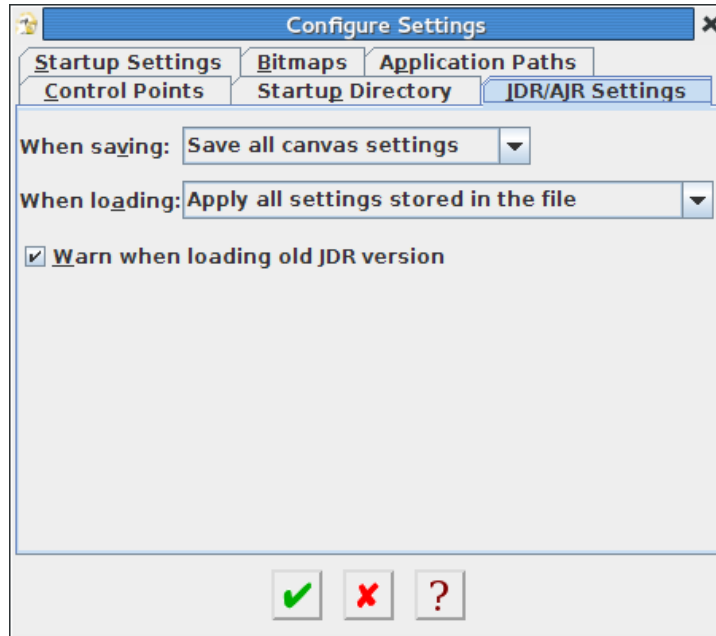 Configure Settings
Startup Settings Bitmaps Application Paths
Control Points Startup Directory JDR/AJR Settings
When saving: Save all canvas settings
When loading: Apply all settings stored in the file
Warn when loading old JDR version
?